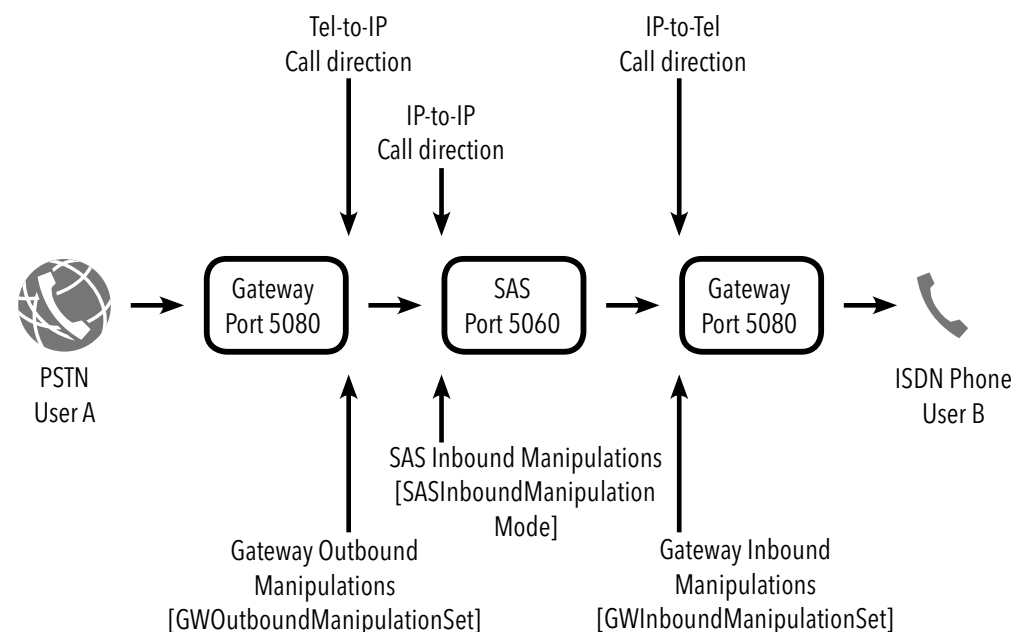 Tel-to-IP
Call direction
IP-to-Tel
Call direction
IP-to-IP
Call direction
Gateway
Port 5080
SAS
Port 5060
Gateway
Port 5080
PSTN
User A
ISDN Phone
User B
SAS Inbound Manipulations
[SASInboundManipulation
Mode]
Gateway Outbound
Manipulations
[GWOutboundManipulationSet]
Gateway Inbound
Manipulations
[GWInboundManipulationSet]